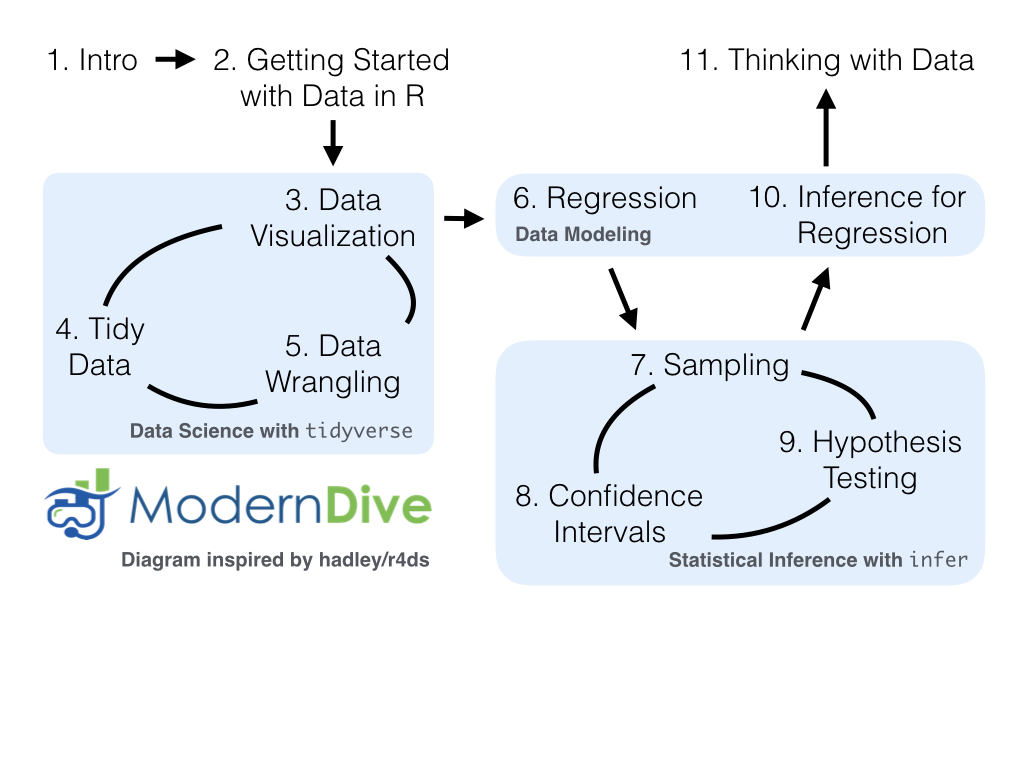 1. Intro
2. Getting Started
with Data in R
11. Thinking with Data
3. Data
Visualization
4. Tidy
Data
5. Data
Wrangling
Data Science with tidyverse
6. Regression
Data Modeling
10. Inference for
Regression
7. Sampling
9. Hypothesis
Testing
8. Confidence
Intervals
Statistical Inference with infer
ModernDive
Diagram inspired by hadley/r4ds